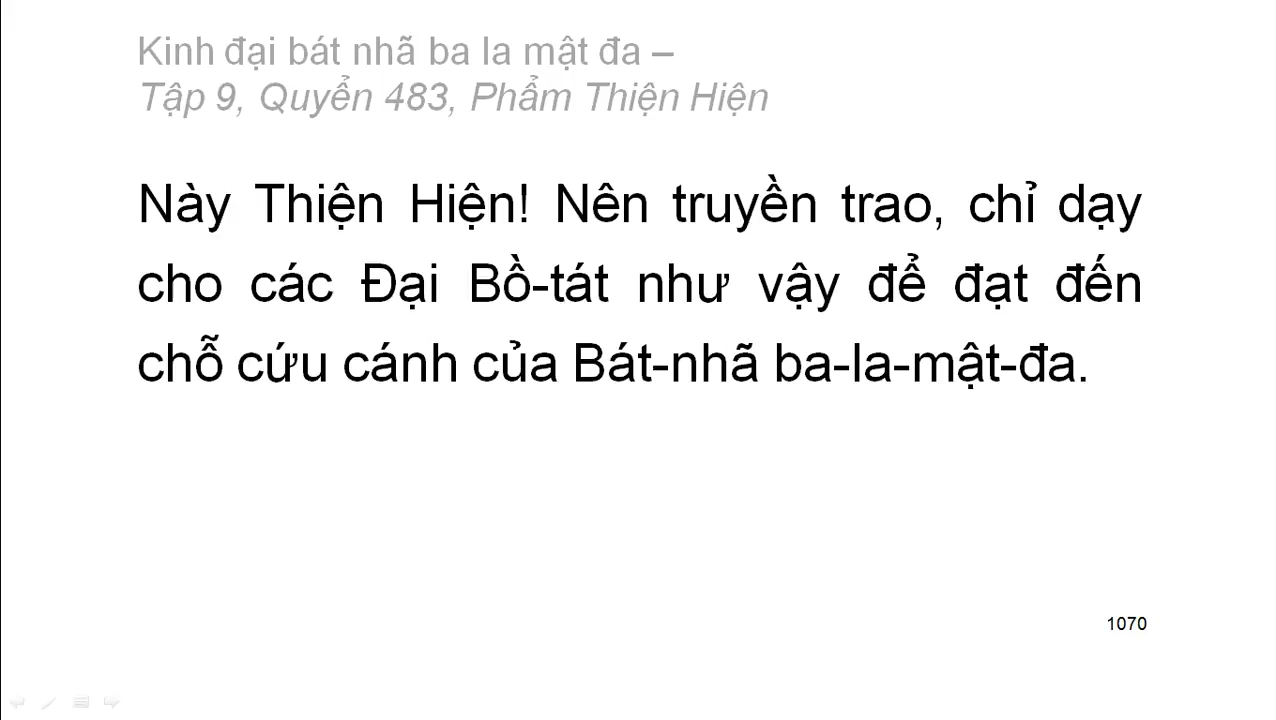 Kinh đại bát nhã ba la mật đa –
Tập 9, Quyển 483, Phẩm Thiện Hiện
Này Thiện Hiện! Nên truyền trao, chỉ dạy
cho các Đại Bồ-tát như vậy để đạt đến
chỗ cứu cánh của Bát-nhã ba-la-mật-đa.
1070